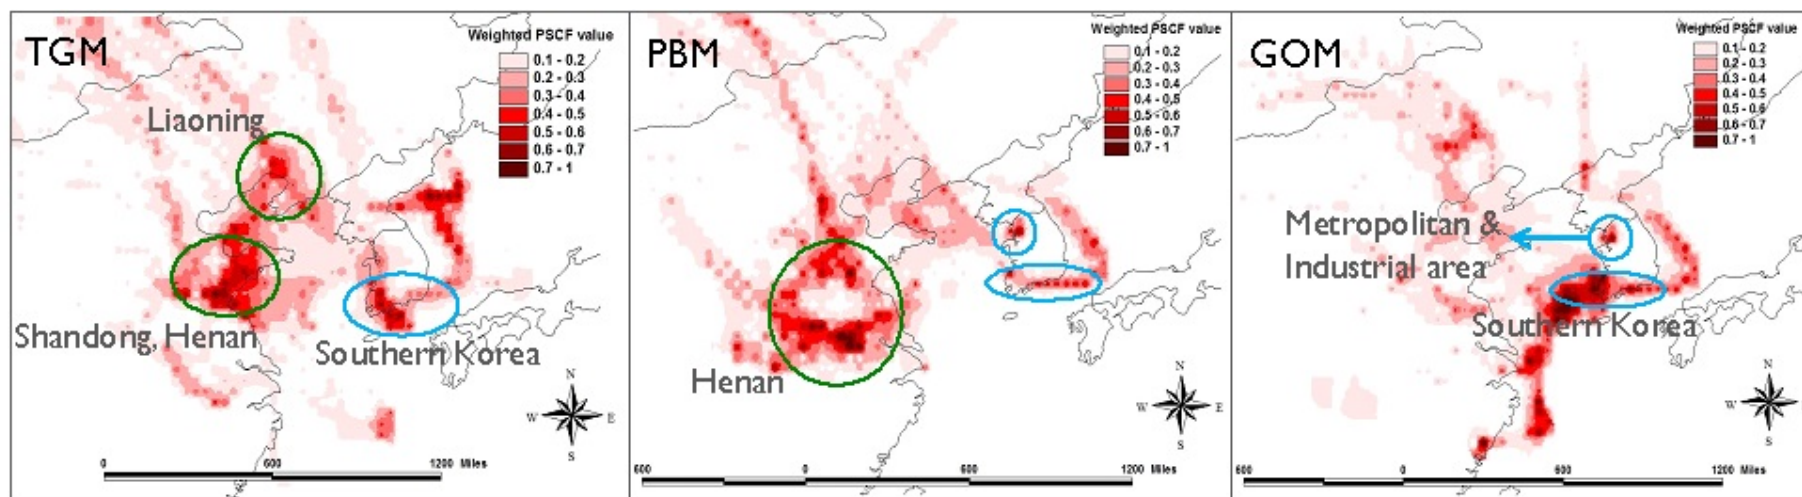 TGM
Weighted PSCF value
0.1 - 0.2
0.2 - 0.3
0.3 - 0.4
0.4 - 0.5
0.5 - 0.6
0.6 - 0.7
0.7 - 1
Liaoning
Shandong, Henan
Southern Korea
N
W E
S
0 600 1200 Miles
PBM
Weighted PSCF value
0.1 - 0.2
0.2 - 0.3
0.3 - 0.4
0.4 - 0.5
0.5 - 0.6
0.6 - 0.7
0.7 - 1
Henan
N
W E
S
600 0 600 1200 Miles
GOM
Weighted PSCF value
0.1 - 0.2
0.2 - 0.3
0.3 - 0.4
0.4 - 0.5
0.5 - 0.6
0.6 - 0.7
0.7 - 1
Metropolitan &
Industrial area
Southern Korea
N
W E
S
600 0 600 1200 Miles